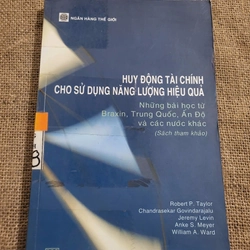 NGÂN HÀNG THẾ GIỚI
HUY ĐỘNG TÀI CHÍNH
CHO SỬ DỤNG NĂNG LƯỢNG HIỆU QUẢ
Những bài học từ
Braxin, Trung Quốc, Ấn Độ
và các nước khác
(Sách tham khảo)
Robert P. Taylor
Chandrasekar Govindarajalu
Jeremy Levin
Anke S. Meyer
William A. Ward